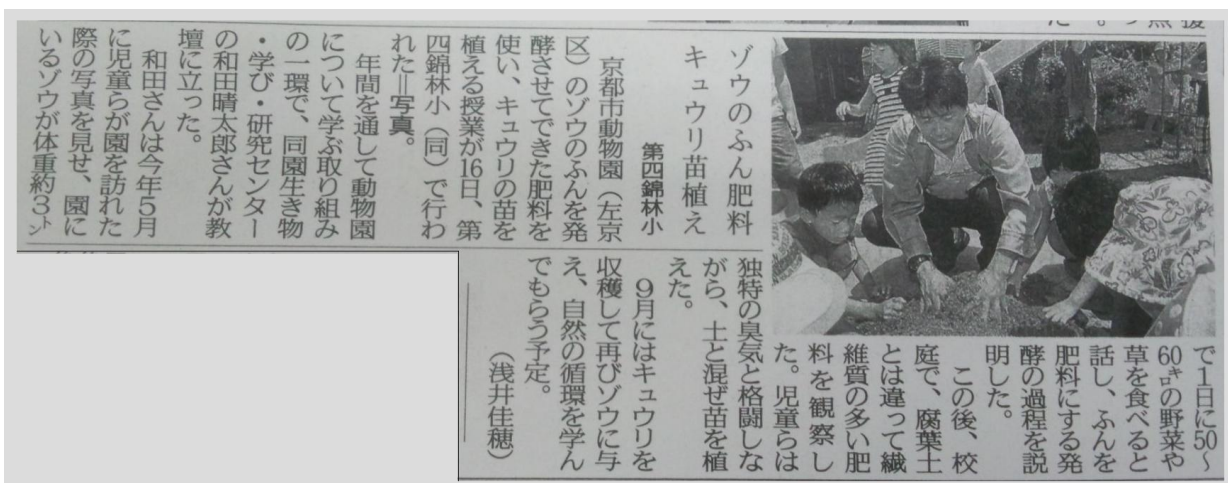 ゾウのふん肥料
キュウリ苗植え
第四錦林小
京都市動物園（左京
区）のゾウのふんを発
酵させてできた肥料を
使い、キュウリの苗を
植える授業が16日、第
四錦林小（同）で行わ
れた＝写真。
年間を通して動物園
について学ぶ取り組み
の一環で、同園生き物
・学び・研究センター
の和田晴太郎さんが教
壇に立った。
和田さんは今年５月
に児童らが園を訪れた
際の写真を見せ、園に
いるゾウが体重約３㌧
で１日に50〜
60㌔の野菜や
草を食べると
話し、ふんを
肥料にする発
酵の過程を説
明した。
この後、校
庭で、腐葉土
とは違って繊
維質の多い肥
料を観察し
た。児童らは
独特の臭気と格闘しな
がら、土と混ぜ苗を植
えた。
９月にはキュウリを
収穫して再びゾウに与
え、自然の循環を学ん
でもらう予定。
（浅井佳穂）